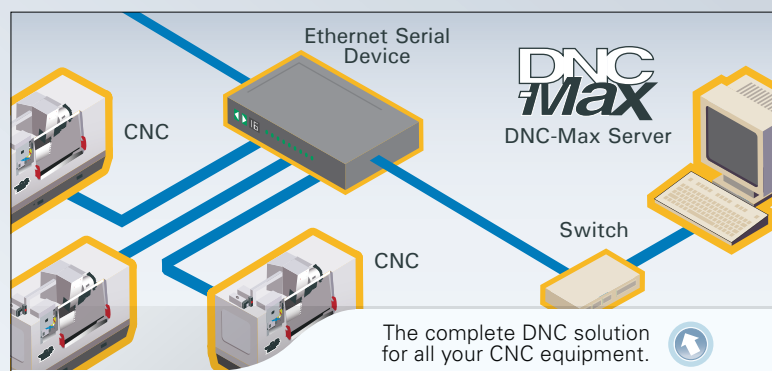 Ethernet Serial
Device
DNC
-Max
DNC-Max Server
CNC
16
Switch
CNC
The complete DNC solution
for all your CNC equipment.